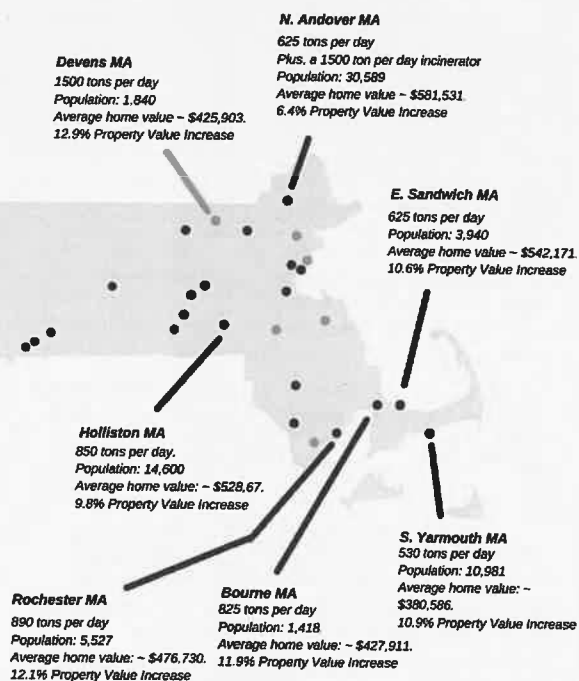 N. Andover MA
625 tons per day
Plus, a 1500 ton per day incinerator
Population: 30,589
Average home value ~ $581,531.
6.4% Property Value Increase
Devens MA
1500 tons per day
Population: 1,840
Average home value ~ $425,903.
12.9% Property Value Increase
E. Sandwich MA
625 tons per day
Population: 3,940
Average home value ~ $542,171.
10.6% Property Value Increase
Holliston MA
850 tons per day.
Population: 14,600
Average home value: ~ $528,67.
9.8% Property Value Increase
S. Yarmouth MA
530 tons per day
Population: 10,981
Average home value: ~
$380,586.
10.9% Property Value Increase
Rochester MA
890 tons per day
Population: 5,527
Average home value: ~ $476,730.
12.1% Property Value Increase
Bourne MA
825 tons per day
Population: 1,418
Average home value: ~ $427,911.
11.9% Property Value Increase